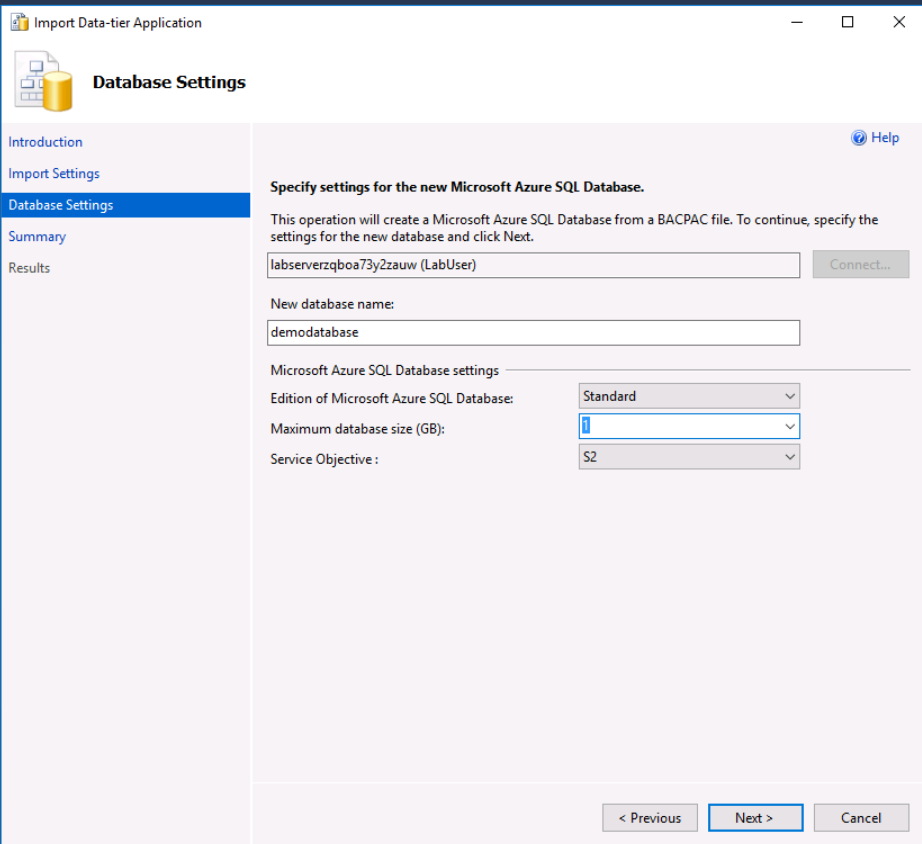 Import Data-tier Application
Database Settings
Introduction
Import Settings
Database Settings
Summary
Results
Help
Specify settings for the new Microsoft Azure SQL Database.
This operation will create a Microsoft Azure SQL Database from a BACPAC file. To continue, specify the
settings for the new database and click Next.
labserverzqboa73y2zauw (LabUser)
Connect...
New database name:
demodatabase
Microsoft Azure SQL Database settings
Edition of Microsoft Azure SQL Database:
Standard
Maximum database size (GB):
1
Service Objective :
S2
< Previous
Next >
Cancel